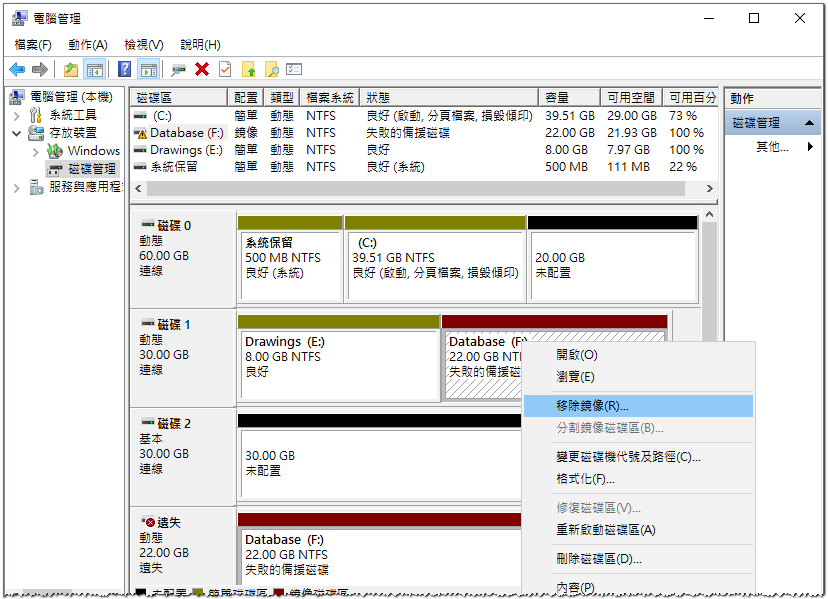 電腦管理
檔案(F) 動作(A) 檢視(V) 說明(H)
電腦管理 (本機)
系統工具
存放裝置
Windows
磁碟管理
服務與應用程
磁碟區 配置 類型 檔案系統 狀態 容量 可用空間 可用百分
(C:) 簡單 動態 NTFS 良好 (啟動, 分頁檔案, 損毀傾印) 39.51 GB 29.00 GB 73 %
Database (F:) 鏡像 動態 NTFS 失敗的備援磁碟 22.00 GB 21.93 GB 100 %
Drawings (E:) 簡單 動態 NTFS 良好 8.00 GB 7.97 GB 100 %
系統保留 簡單 動態 NTFS 良好 (系統) 500 MB 111 MB 22 %
動作
磁碟管理
其他...
磁碟 0
動態
60.00 GB
連線
系統保留
500 MB NTFS
良好 (系統)
(C:)
39.51 GB NTFS
良好 (啟動, 分頁檔案, 損毀傾印)
20.00 GB
未配置
磁碟 1
動態
30.00 GB
連線
Drawings (E:)
8.00 GB NTFS
良好
Database (F:
22.00 GB NT
失敗的備援磁
磁碟 2
基本
30.00 GB
連線
30.00 GB
未配置
遺失
動態
22.00 GB
遺失
Database (F:)
22.00 GB NTFS
失敗的備援磁碟
未配置 簡單磁碟區 鏡像磁碟區
開啟(O)
瀏覽(E)
移除鏡像(R)...
分割鏡像磁碟區(B)...
變更磁碟機代號及路徑(C)...
格式化(F)...
修復磁碟區(V)...
重新啟動磁碟區(A)
刪除磁碟區(D)...
內容(P)